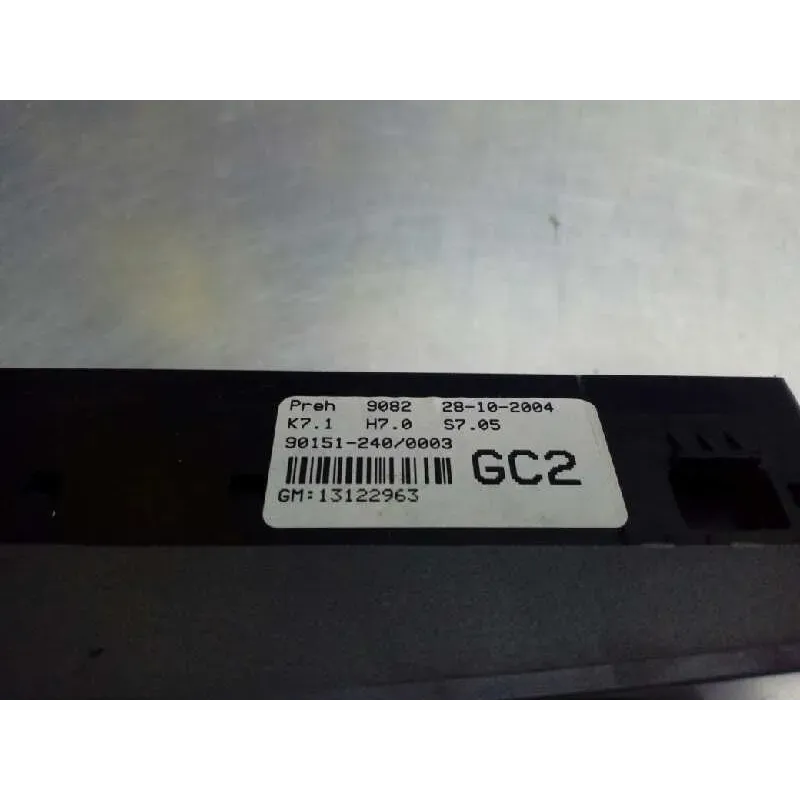 Preh 9082 28-10-2004
K7.1 H7.0 S7.05
90151-240/0003
GC2
GM:13122963